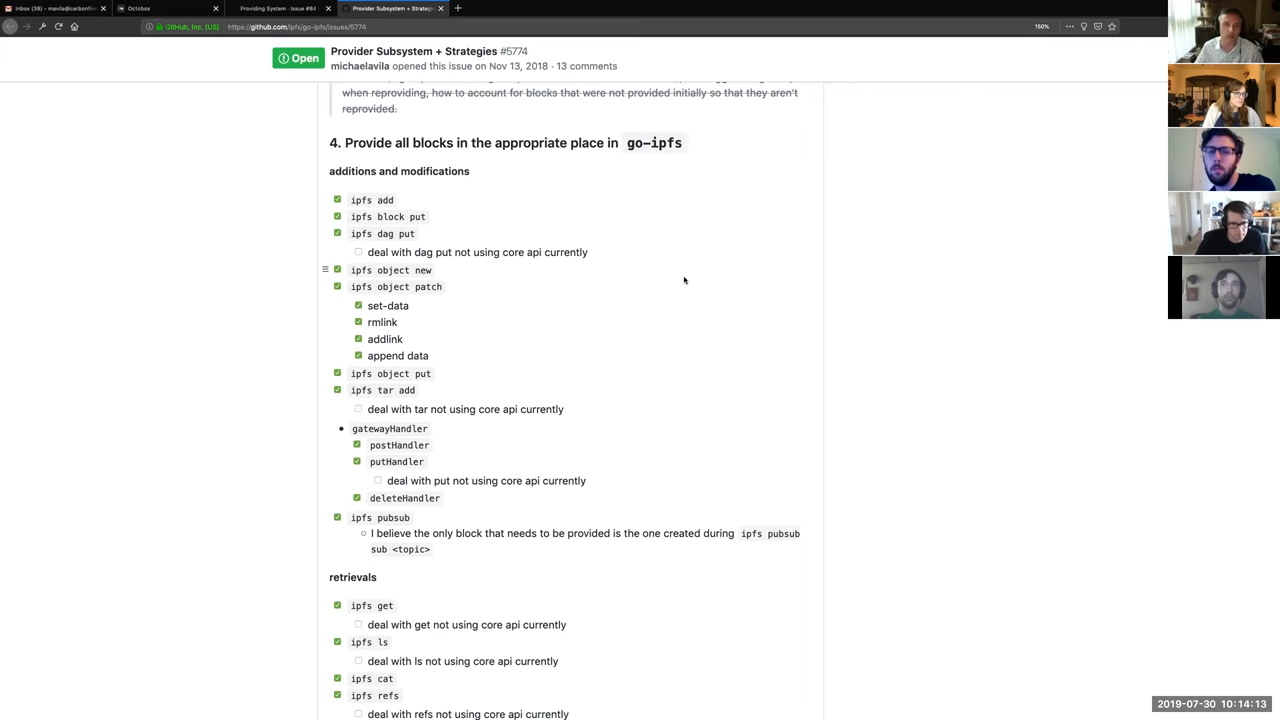 Inbox (38) - mavila@carbonfive
Octobox
Providing System · Issue #84
Provider Subsystem + Strategies
GitHub, Inc. (US)
https://github.com/ipfs/go-ipfs/issues/5774
150%
Open
Provider Subsystem + Strategies #5774
michaelavila opened this issue on Nov 13, 2018 · 13 comments
when reproviding, how to account for blocks that were not provided initially so that they aren't
reprovided.
4. Provide all blocks in the appropriate place in go-ipfs
additions and modifications
ipfs add
ipfs block put
ipfs dag put
deal with dag put not using core api currently
ipfs object new
ipfs object patch
set-data
rmlink
addlink
append data
ipfs object put
ipfs tar add
deal with tar not using core api currently
gatewayHandler
postHandler
putHandler
deal with put not using core api currently
deleteHandler
ipfs pubsub
I believe the only block that needs to be provided is the one created during ipfs pubsub
sub <topic>
retrievals
ipfs get
deal with get not using core api currently
ipfs ls
deal with ls not using core api currently
ipfs cat
ipfs refs
deal with refs not using core api currently
2019-07-30 10:14:13